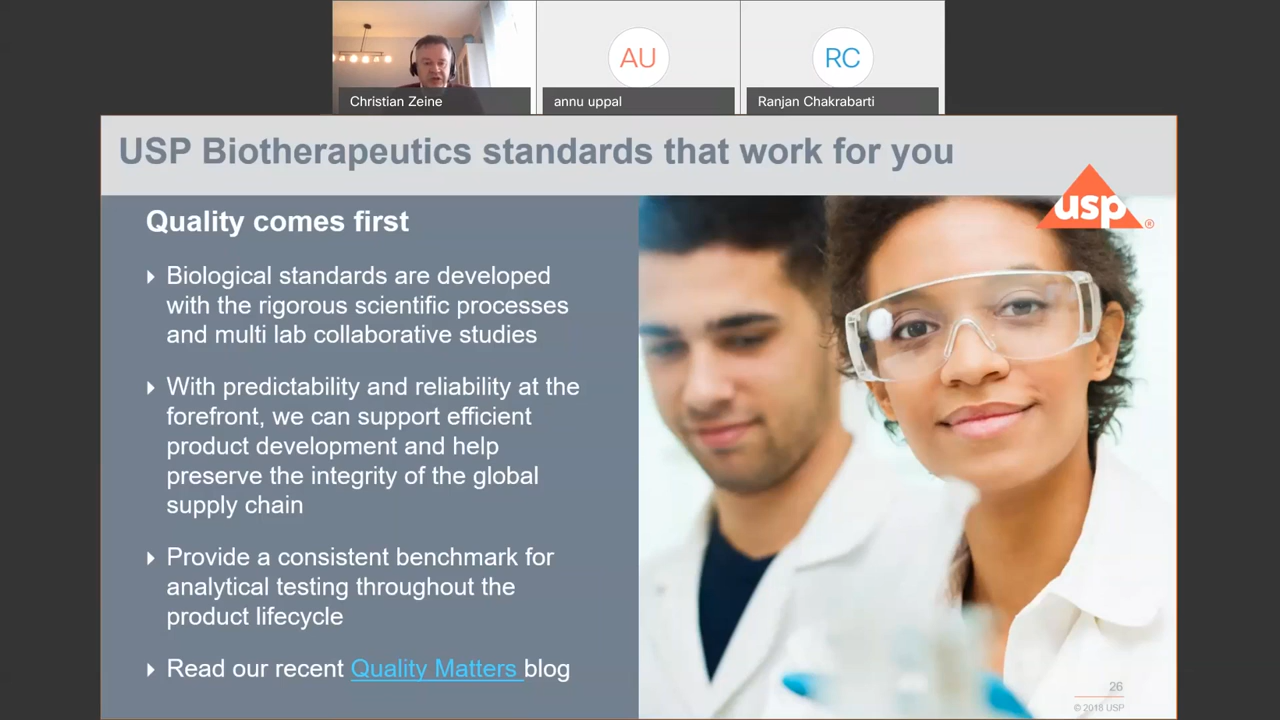 AU
RC
Christian Zeine
annu uppal
Ranjan Chakrabarti
USP Biotherapeutics standards that work for you
usp®
Quality comes first
Biological standards are developed
with the rigorous scientific processes
and multi lab collaborative studies
With predictability and reliability at the
forefront, we can support efficient
product development and help
preserve the integrity of the global
supply chain
Provide a consistent benchmark for
analytical testing throughout the
product lifecycle
Read our recent Quality Matters blog
26
© 2018 USP